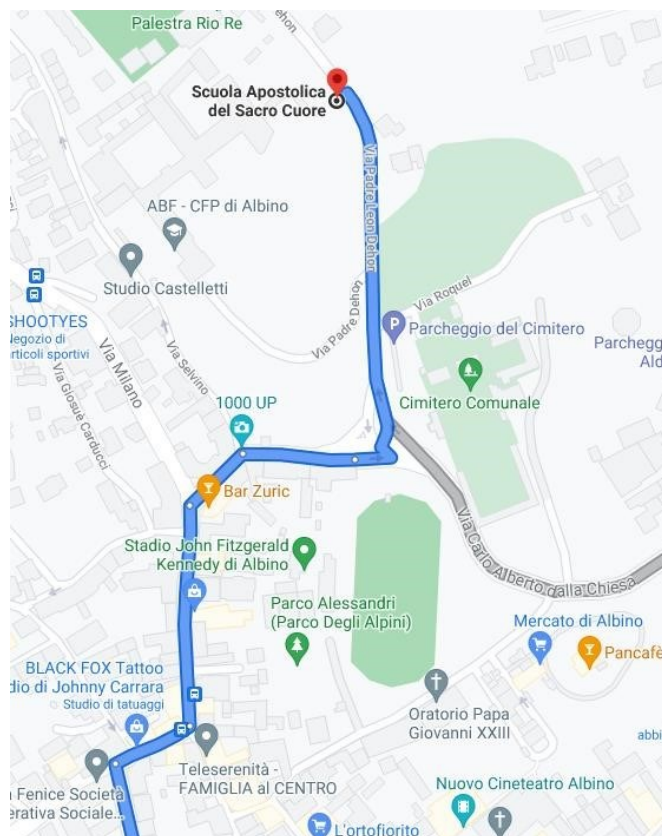 Palestra Rio Re
Scuola Apostolica
del Sacro Cuore
Via Padre Leon Dehon
ABF - CFP di Albino
Studio Castelletti
Via Padre Dehon
Via Roquel
SHOOTYES
Negozio di
articoli sportivi
Parcheggio del Cimitero
Via Milano
Via Selvino
Via Giosuè Carducci
1000 UP
Cimitero Comunale
Bar Zuric
Stadio John Fitzgerald
Kennedy di Albino
Via Carlo Alberto dalla Chiesa
Parco Alessandri
(Parco Degli Alpini)
Mercato di Albino
Pancafè
BLACK FOX Tattoo
dio di Johnny Carrara
Studio di tatuaggi
Oratorio Papa
Giovanni XXIII
abbi
Teleserenità -
FAMIGLIA al CENTRO
Fenice Società
erativa Sociale...
Nuovo Cineteatro Albino
L'ortofiorito